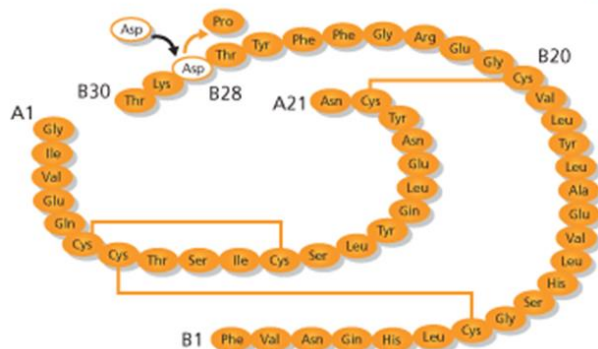 Asp
Pro
B30
Thr
Lys
Asp
B28
Thr
Tyr
Phe
Phe
Gly
Arg
Glu
Gly
Cys
B20
Val
Leu
Tyr
Leu
Ala
Glu
Val
Leu
His
Ser
Gly
Cys
Leu
His
Gln
Asn
Val
Phe
B1
A1
Gly
Ile
Val
Glu
Gln
Cys
Cys
Thr
Ser
Ile
Cys
Ser
Leu
Tyr
Gln
Leu
Glu
Asn
Tyr
Cys
Asn
A21